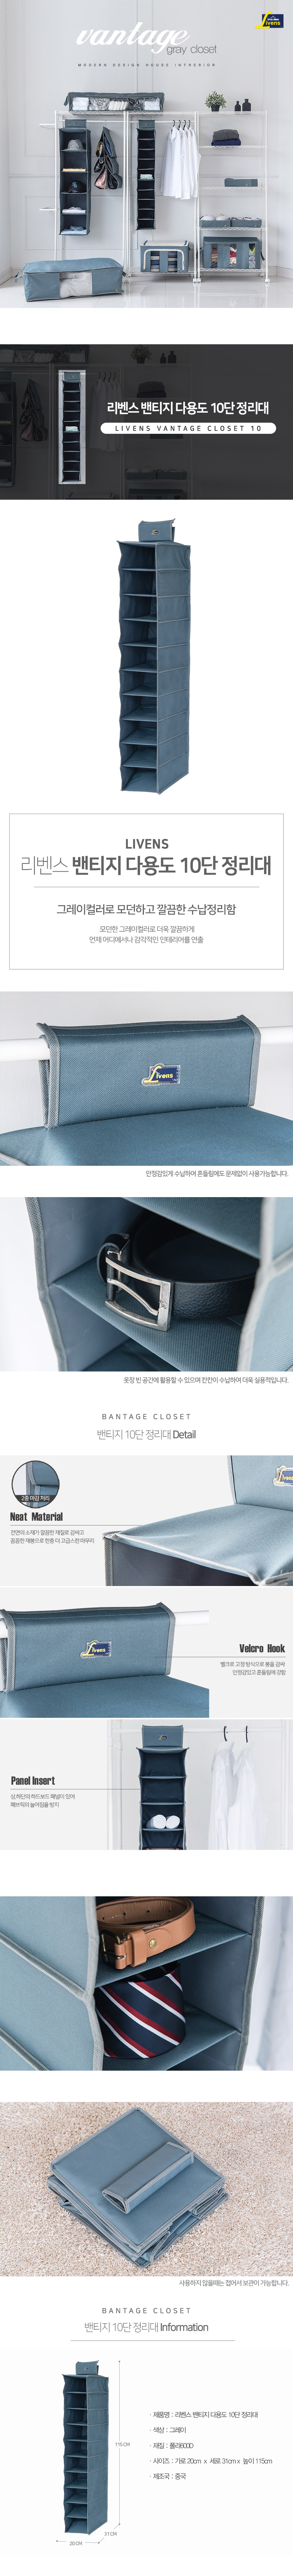 vantage
gray closet
MODERN DESIGN HOUSE INTERIOR
Livens
리벤스 밴티지 다용도 10단 정리대
LIVENS VANTAGE CLOSET 10
LIVENS
리벤스 밴티지 다용도 10단 정리대
그레이컬러로 모던하고 깔끔한 수납정리함
모던한 그레이컬러로 더욱 깔끔하게
언제 어디에서나 감각적인 인테리어를 연출
Livens
안정감있게 수납하여 흔들림에도 문제없이 사용가능합니다.
옷장 빈 공간에 활용할 수 있으며 칸칸이 수납하여 더욱 실용적입니다.
BANTAGE CLOSET
밴티지 10단 정리대 Detail
2중 마감 처리
Neat Material
전면의 소재가 깔끔한 재질로 감싸고
꼼꼼한 재봉으로 한층 더 고급스런 마무리
Livens
Velcro Hook
벨크로 고정 방식으로 봉을 감싸
안정감있고 흔들림에 강함
Panel Insert
상,하단의 하드보드 패널이 있어
패브릭의 늘어짐을 방지
사용하지 않을때는 접어서 보관이 가능합니다.
BANTAGE CLOSET
밴티지 10단 정리대 Information
· 제품명 : 리벤스 밴티지 다용도 10단 정리대
· 색상 : 그레이
· 재질 : 폴리600D
· 사이즈 : 가로 20cm x 세로 31cm x 높이 115cm
· 제조국 : 중국
115CM
31CM
20CM